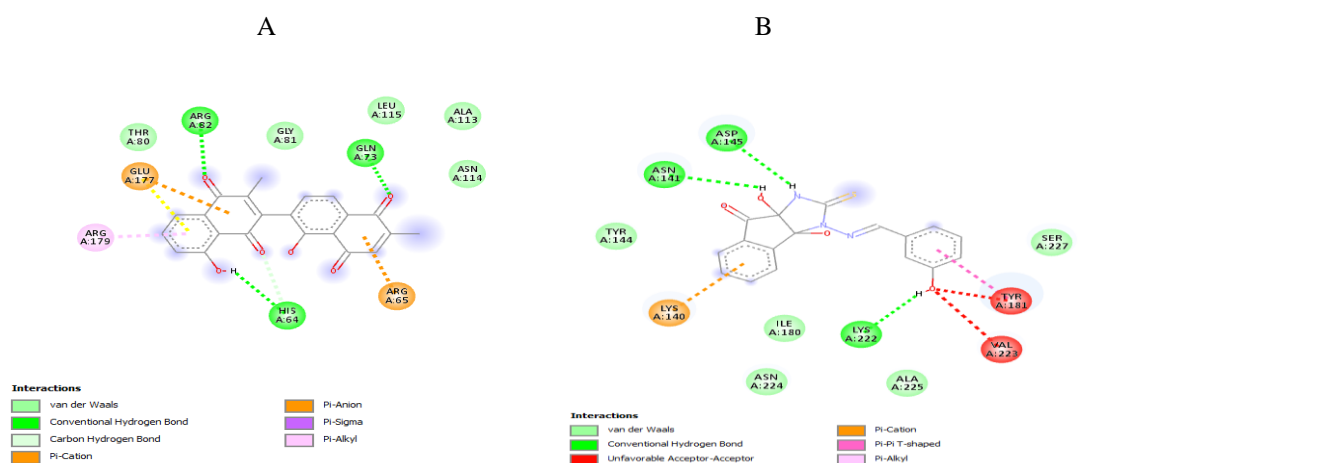 A
B
THR
A:80
ARG
A:82
GLY
A:81
LEU
A:115
ALA
A:113
GLN
A:73
ASN
A:114
GLU
A:177
ARG
A:179
HIS
A:64
ARG
A:65
O
O
O
O
O
O
H
O
Interactions
van der Waals
Conventional Hydrogen Bond
Carbon Hydrogen Bond
Pi-Cation
Pi-Anion
Pi-Sigma
Pi-Alkyl
ASP
A:145
ASN
A:141
TYR
A:144
LYS
A:140
ILE
A:180
LYS
A:222
ASN
A:224
ALA
A:225
SER
A:227
TYR
A:181
VAL
A:223
H
H
O
N
S
O
O
N
N
H
O
Interactions
van der Waals
Conventional Hydrogen Bond
Unfavorable Acceptor-Acceptor
Pi-Cation
Pi-Pi T-shaped
Pi-Alkyl